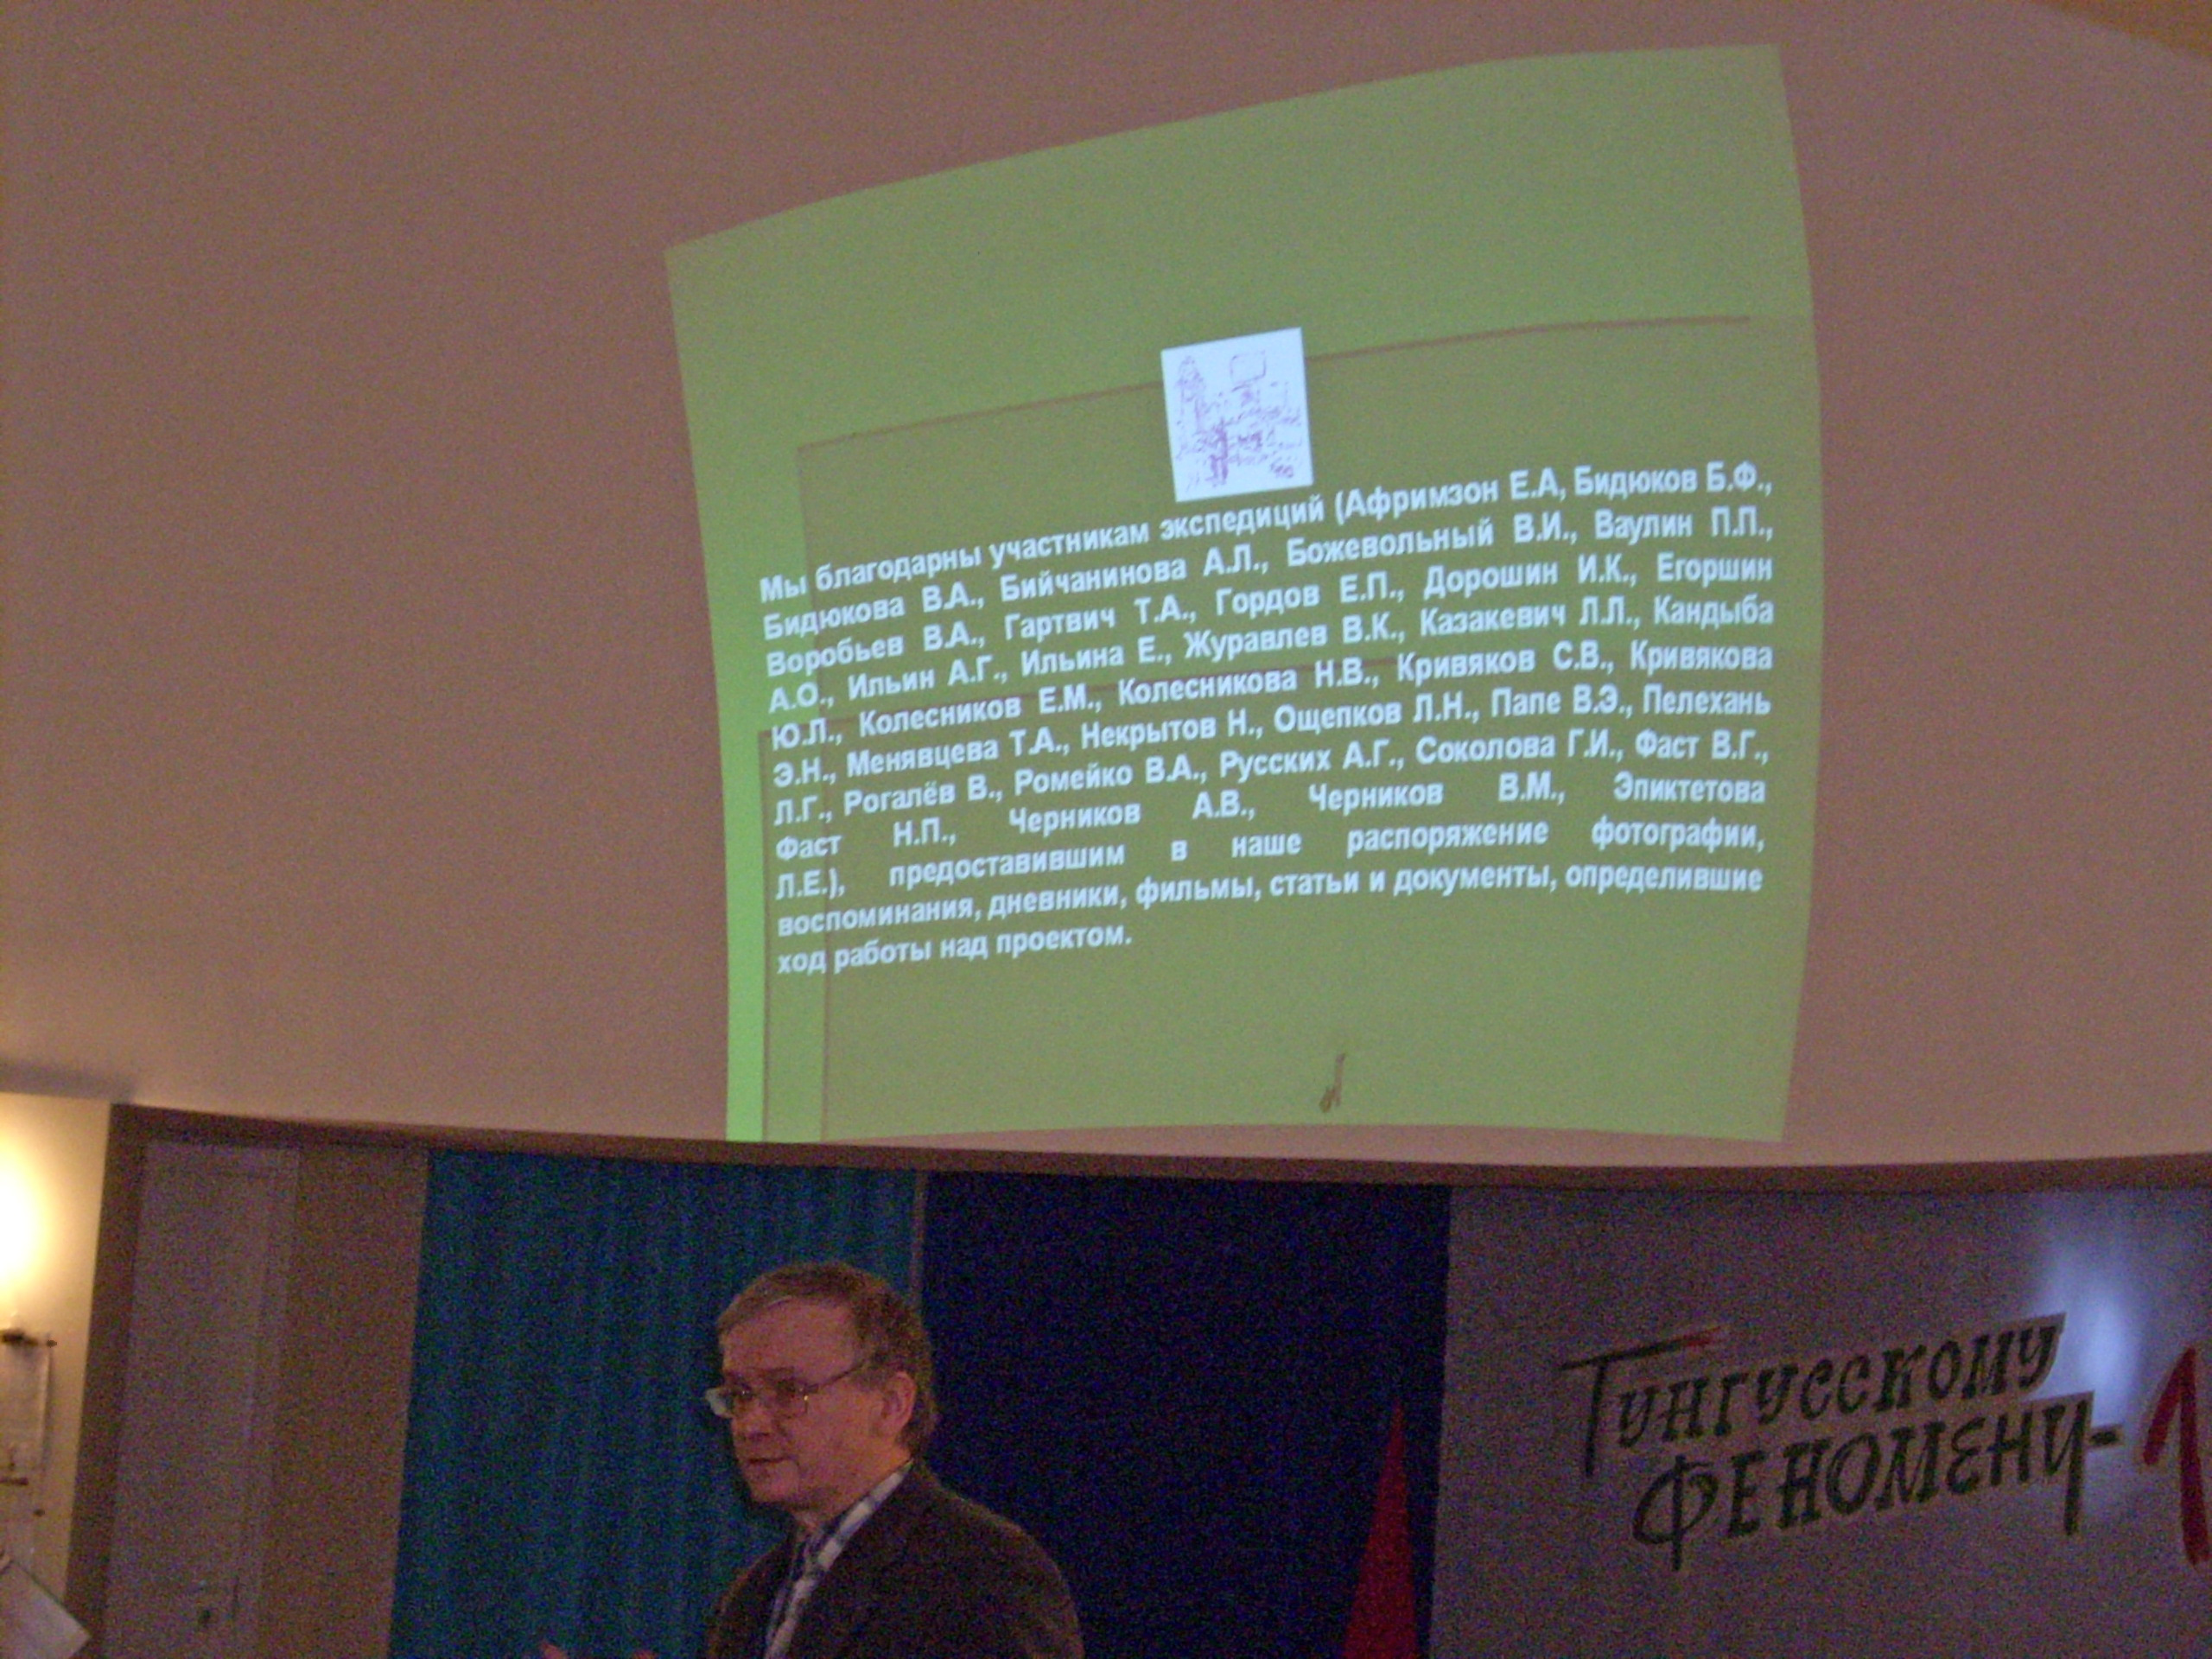 Мы благодарны участникам экспедиций (Афримзон Е.А, Бидюков Б.Ф.,
Бидюкова В.А., Бийчанинова А.Л., Божевольный В.И., Ваулин П.П.,
Воробьев В.А., Гартвич Т.А., Гордов Е.П., Дорошин И.К., Егоршин
А.О., Ильин А.Г., Ильина Е., Журавлев В.К., Казакевич Л.Л., Кандыба
Ю.Л., Колесников Е.М., Колесникова Н.В., Кривяков С.В., Кривякова
Э.Н., Менявцева Т.А., Некрытов Н., Ощепков Л.Н., Папе В.Э., Пелехань
Л.Г., Рогалёв В., Ромейко В.А., Русских А.Г., Соколова Г.И., Фаст В.Г.,
Фаст Н.П., Черников А.В., Черников В.М., Эпиктетова
Л.Е.), предоставившим в наше распоряжение фотографии,
воспоминания, дневники, фильмы, статьи и документы, определившие
ход работы над проектом.
Тунгусскому
феномену-1